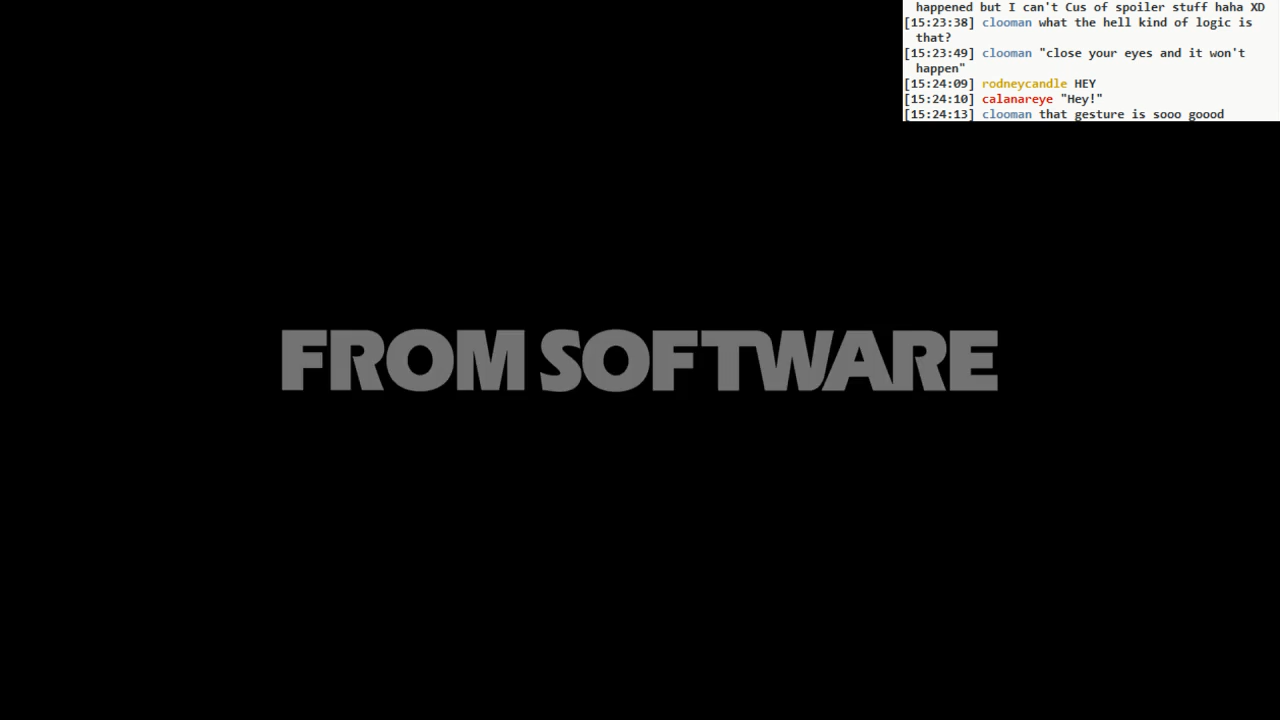 happened but I can't Cus of spoiler stuff haha XD
[15:23:38] clooman what the hell kind of logic is
that?
[15:23:49] clooman "close your eyes and it won't
happen"
[15:24:09] rodneycandle HEY
[15:24:10] calanareye "Hey!"
[15:24:13] clooman that gesture is sooo goood
FROM SOFTWARE